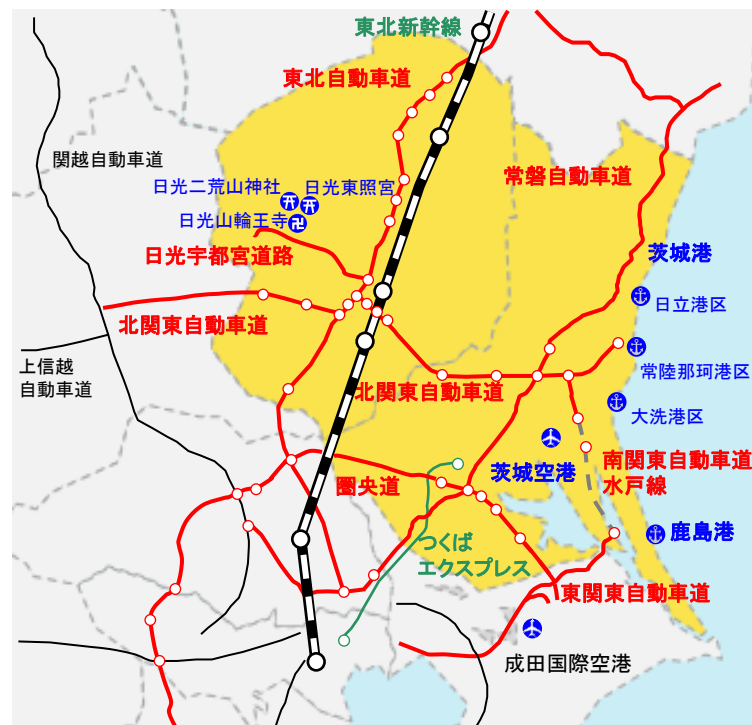 東北新幹線
東北自動車道
関越自動車道
常磐自動車道
日光二荒山神社
日光東照宮
日光山輪王寺
日光宇都宮道路
茨城港
日立港区
北関東自動車道
常陸那珂港区
上信越
自動車道
北関東自動車道
大洗港区
茨城空港
南関東自動車道
水戸線
圏央道
鹿島港
つくば
エクスプレス
東関東自動車道
成田国際空港